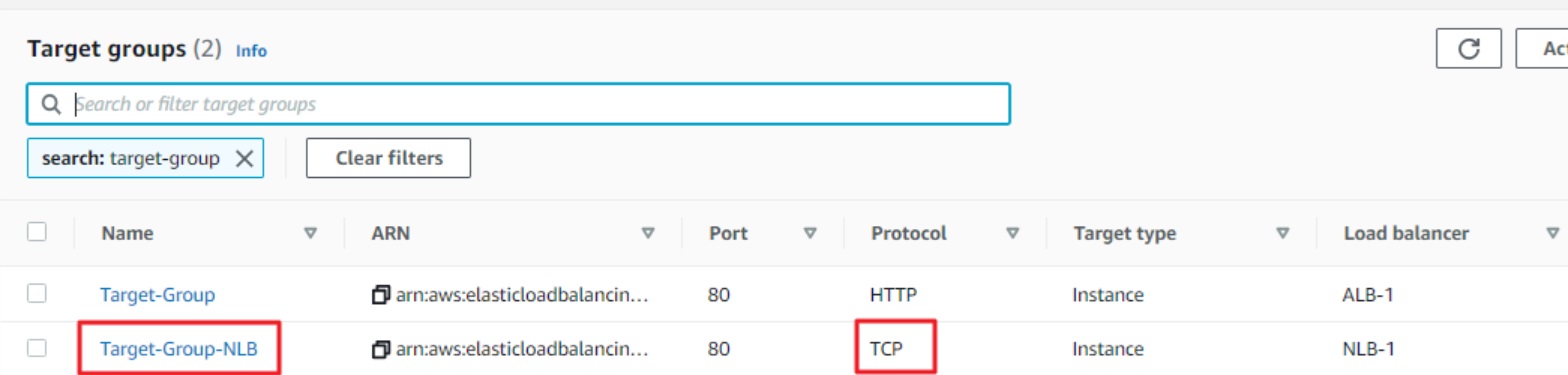 Target groups (2) Info
Search or filter target groups
search: target-group Clear filters
Name ARN Port Protocol Target type Load balancer
Target-Group arn:aws:elasticloadbalancin... 80 HTTP Instance ALB-1
Target-Group-NLB arn:aws:elasticloadbalancin... 80 TCP Instance NLB-1